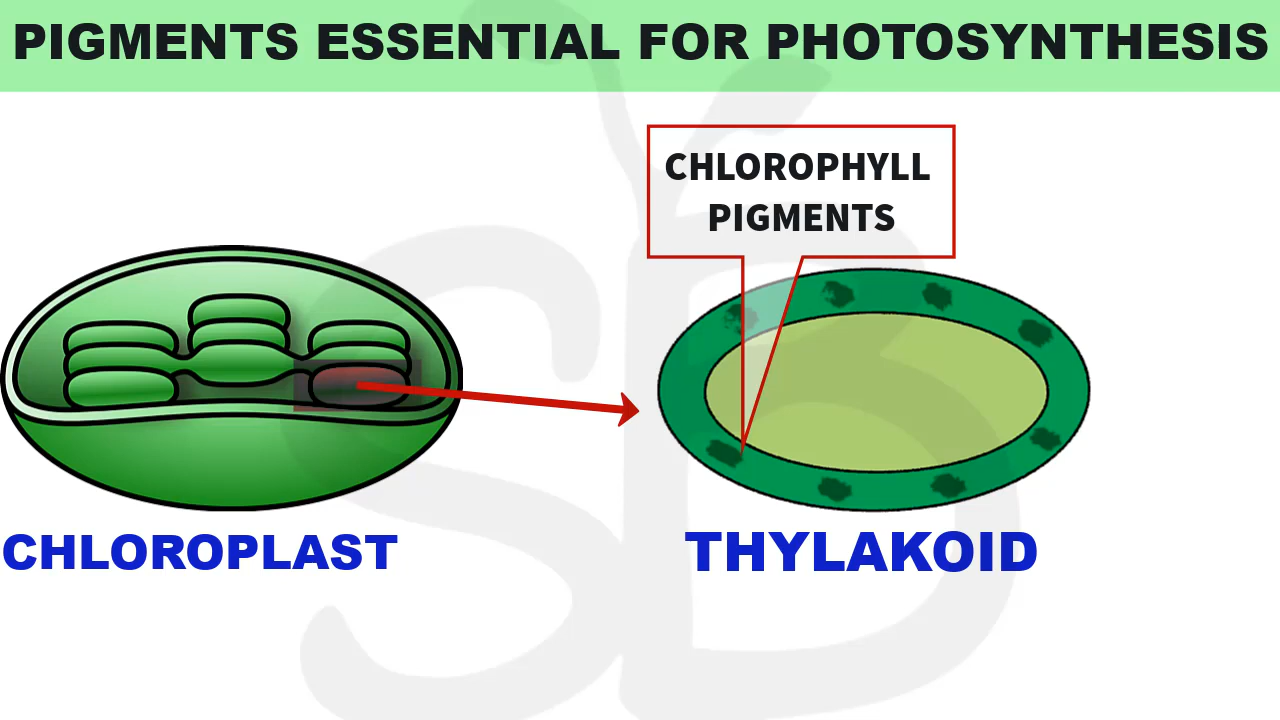 PIGMENTS ESSENTIAL FOR PHOTOSYNTHESIS
CHLOROPHYLL
PIGMENTS
CHLOROPLAST
THYLAKOID